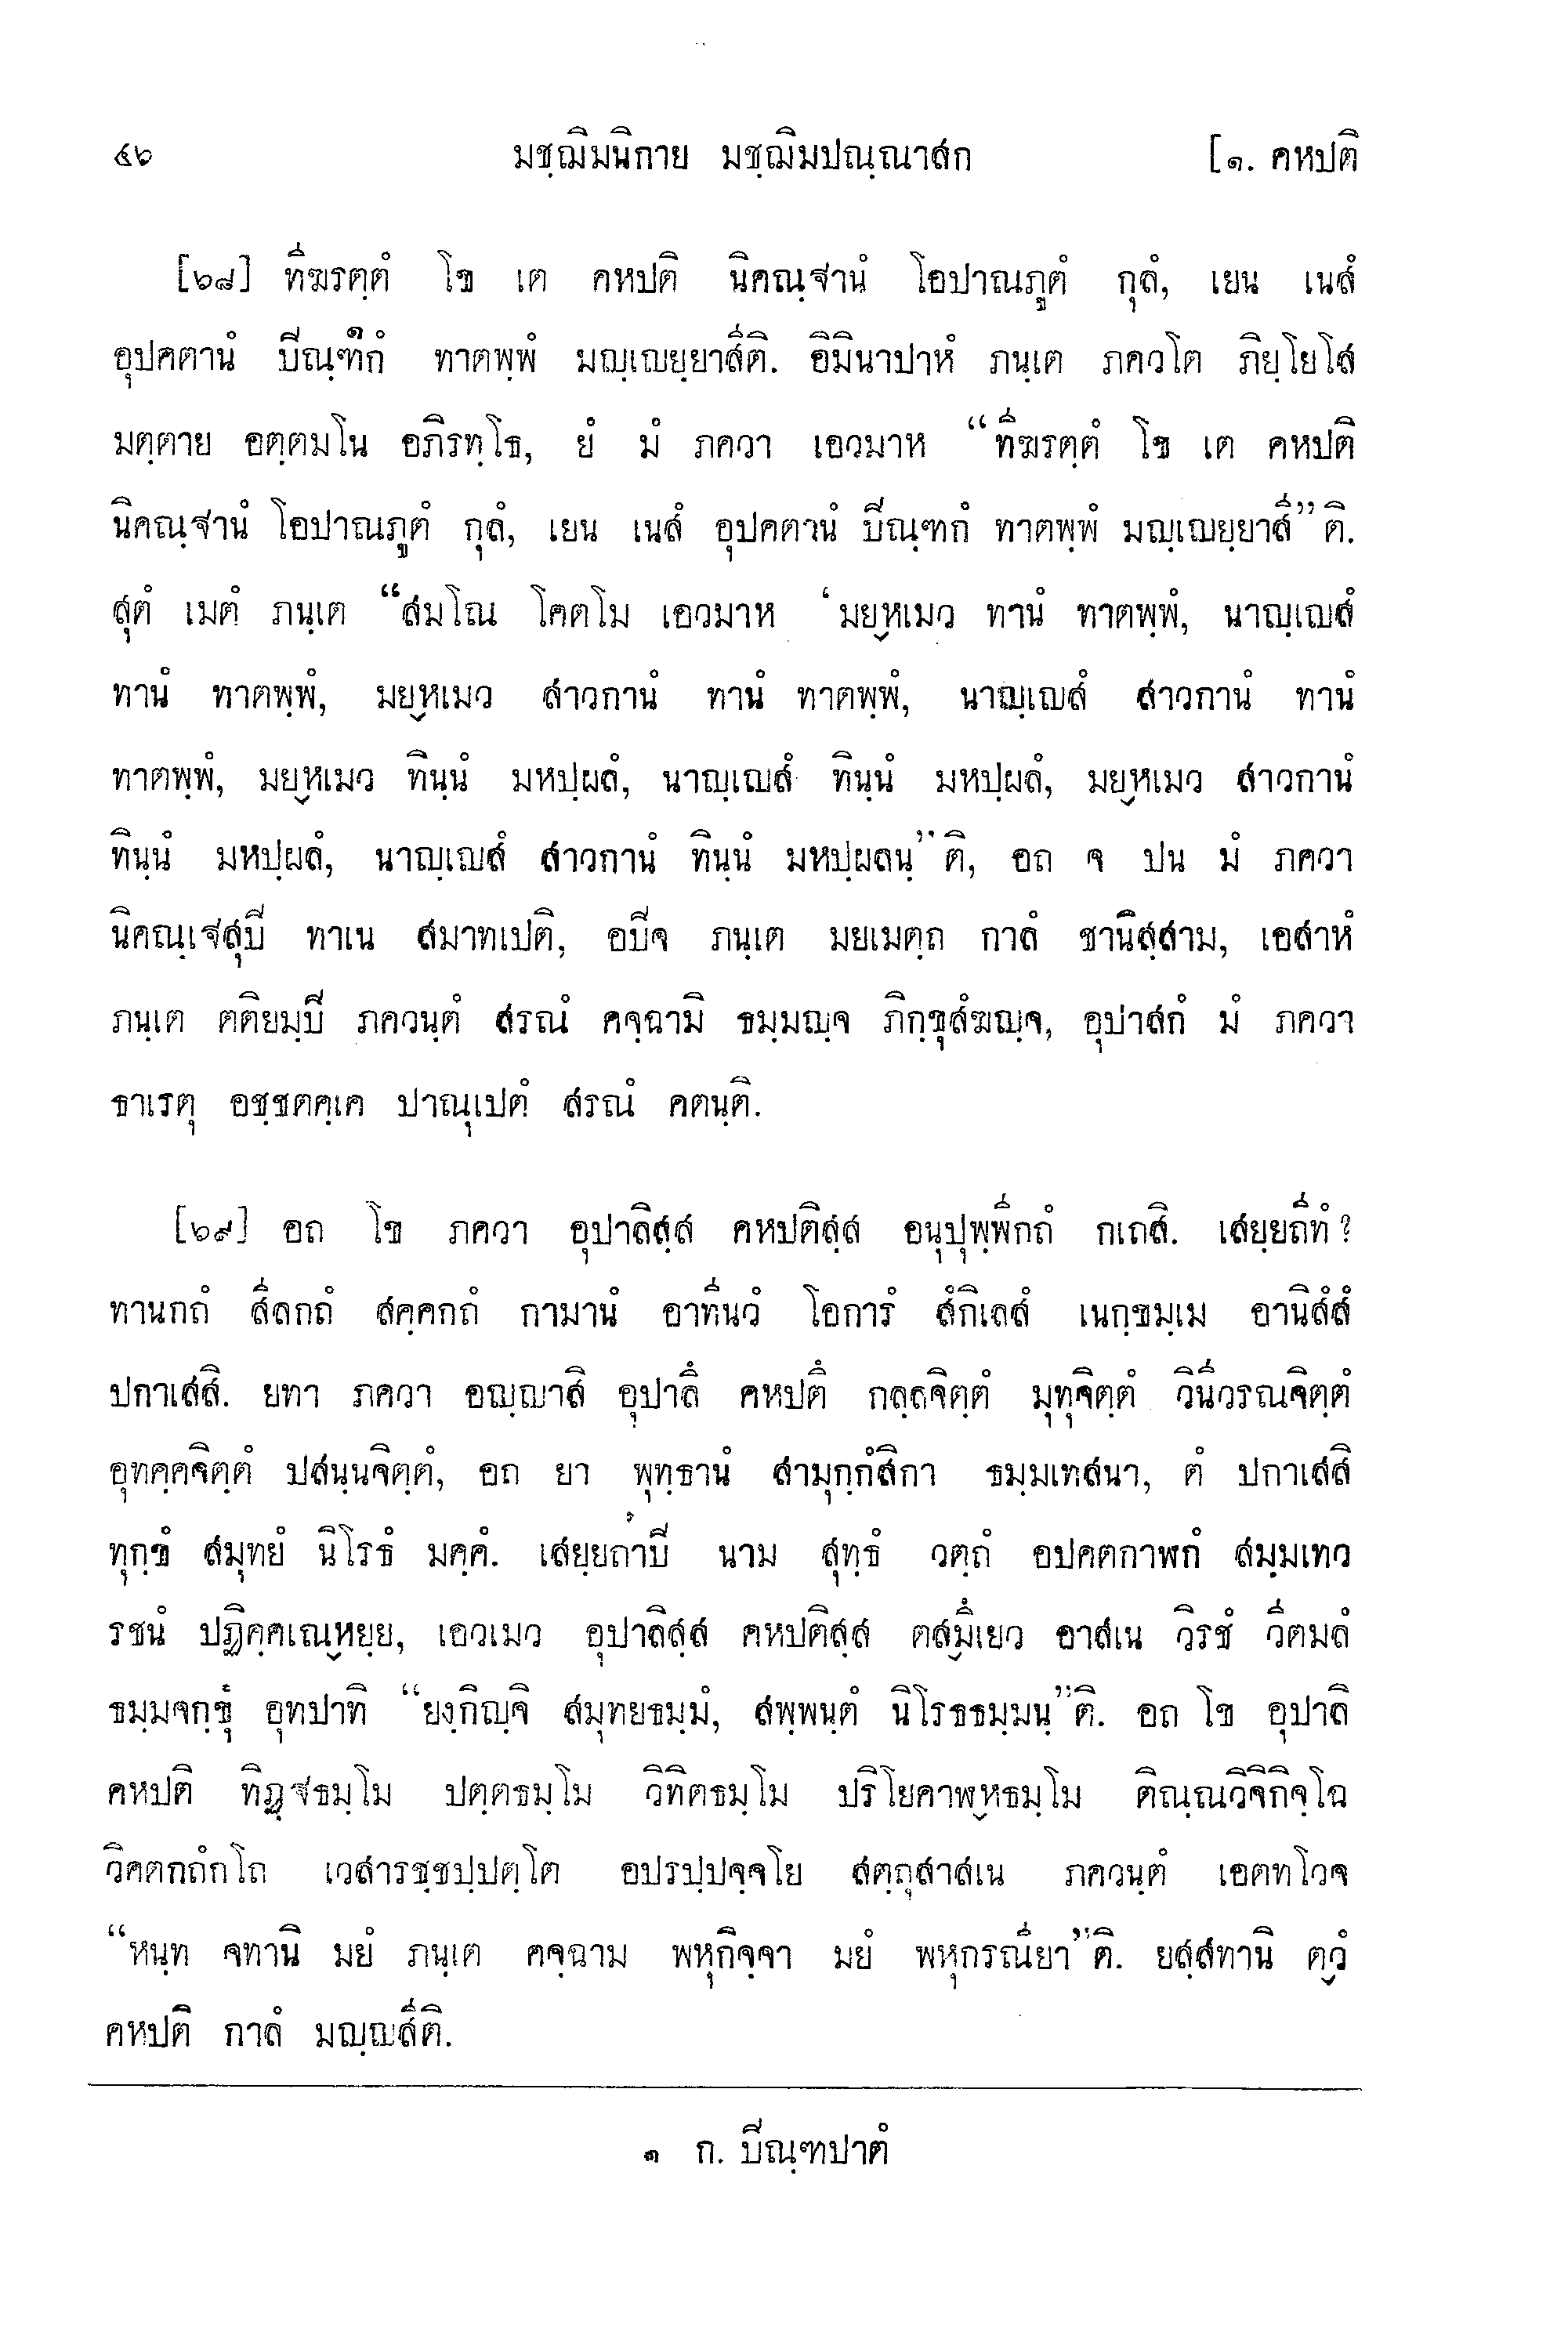 ๕๖ มชฺฌิมนิกาย มชฺฌิมปณฺณาสก [๑. คหปติ
[๖๘] ทีฆรตฺตํ โข เต คหปติ นิคณฺฐานํ โอปานภูตํ กุลํ, เยน เนสํ
อุปคตานํ ปิณฺฑกํ๑ ทาตพฺพํ มญฺเญยฺยาสีติ. อิมินาปาหํ ภนฺเต ภควโต ภิยฺโยโส
มตฺตาย อตฺตมโน อภิรทฺโธ, ยํ มํ ภควา เอวมาห “ทีฆรตฺตํ โข เต คหปติ
นิคณฺฐานํ โอปานภูตํ กุลํ, เยน เนสํ อุปคตานํ ปิณฺฑกํ ทาตพฺพํ มญฺเญยฺยาสี”ติ.
สุตํ เมตํ ภนฺเต “สมโณ โคตโม เอวมาห ‘มยฺหเมว ทานํ ทาตพฺพํ, นาญฺเญสํ
ทานํ ทาตพฺพํ, มยฺหเมว สาวกานํ ทานํ ทาตพฺพํ, นาญฺเญสํ สาวกานํ ทานํ
ทาตพฺพํ, มยฺหเมว ทินฺนํ มหปฺผลํ, นาญฺเญสํ ทินฺนํ มหปฺผลํ, มยฺหเมว สาวกานํ
ทินฺนํ มหปฺผลํ, นาญฺเญสํ สาวกานํ ทินฺนํ มหปฺผลนฺ”ติ, อถ จ ปน มํ ภควา
นิคณฺเฐสุปิ ทาเน สมาทเปติ, อปิจ ภนฺเต มยเมตฺถ กาลํ ชานิสฺสาม, เอสาหํ
ภนฺเต ตติยมฺปิ ภควนฺตํ สรณํ คจฺฉามิ ธมฺมญฺจ ภิกฺขุสํฆญฺจ, อุปาสกํ มํ ภควา
ธาเรตุ อชฺชตคฺเค ปาณุเปตํ สรณํ คตนฺติ.
[๖๙] อถ โข ภควา อุปาลิสฺส คหปติสฺส อนุปุพฺพีกถํ กเถสิ. เสยฺยถีทํ?
ทานกถํ สีลกถํ สคฺคกถํ กามานํ อาทีนวํ โอการํ สํกิเลสํ เนกฺขมฺเม อานิสํสํ
ปกาเสสิ. ยทา ภควา อญฺญาสิ อุปาลึ คหปตึ กลฺลจิตฺตํ มุทุจิตฺตํ วินีวรณจิตฺตํ
อุทคฺคจิตฺตํ ปสนฺนจิตฺตํ, อถ ยา พุทฺธานํ สามุกฺกํสิกา ธมฺมเทสนา, ตํ ปกาเสสิ
ทุกฺขํ สมุทยํ นิโรธํ มคฺคํ. เสยฺยถาปิ นาม สุทฺธํ วตฺถํ อปคตกาฬกํ สมฺมเทว
รชนํ ปฏิคฺคเณฺหยฺย, เอวเมว อุปาลิสฺส คหปติสฺส ตสฺมึเยว อาสเน วิรชํ วีตมลํ
ธมฺมจกฺขุํ อุทปาทิ “ยงฺกิญฺจิ สมุทยธมฺมํ, สพฺพนฺตํ นิโรธธมฺมนฺ”ติ. อถ โข อุปาลิ
คหปติ ทิฏฺฐธมฺโม ปตฺตธมฺโม วิทิตธมฺโม ปริโยคาฬฺหธมฺโม ติณฺณวิจิกิจฺโฉ
วิคตกถํกโถ เวสารชฺชปฺปตฺโต อปรปฺปจฺจโย สตฺถุสาสเน ภควนฺตํ เอตทโวจ
“หนฺท จทานิ มยํ ภนฺเต คจฺฉาม พหุกิจฺจา มยํ พหุกรณียา”ติ. ยสฺสทานิ ตฺวํ
คหปติ กาลํ มญฺญสีติ.
๑ ก. ปิณฺฑปาตํ